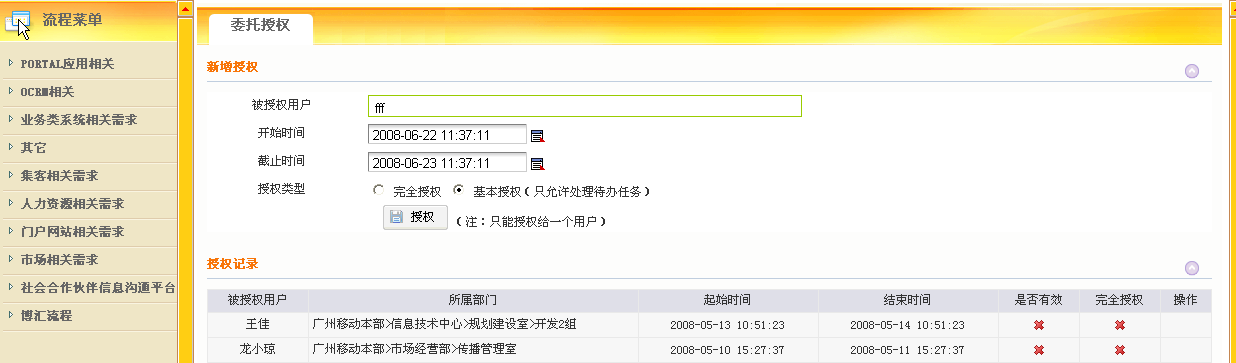 流程菜单
PORTAL应用相关
OCRM相关
业务类系统相关需求
其它
集客相关需求
人力资源相关需求
门户网站相关需求
市场相关需求
社会合作伙伴信息沟通平台
博汇流程
委托授权
新增授权
被授权用户 fff
开始时间 2008-06-22 11:37:11
截止时间 2008-06-23 11:37:11
授权类型 完全授权 基本授权(只允许处理待办任务)
授权 (注：只能授权给一个用户)
授权记录
被授权用户 所属部门 起始时间 结束时间 是否有效 完全授权 操作
王佳 广州移动本部>信息技术中心>规划建设室>开发2组 2008-05-13 10:51:23 2008-05-14 10:51:23
龙小琼 广州移动本部>市场经营部>传播管理室 2008-05-10 15:27:37 2008-05-11 15:27:37